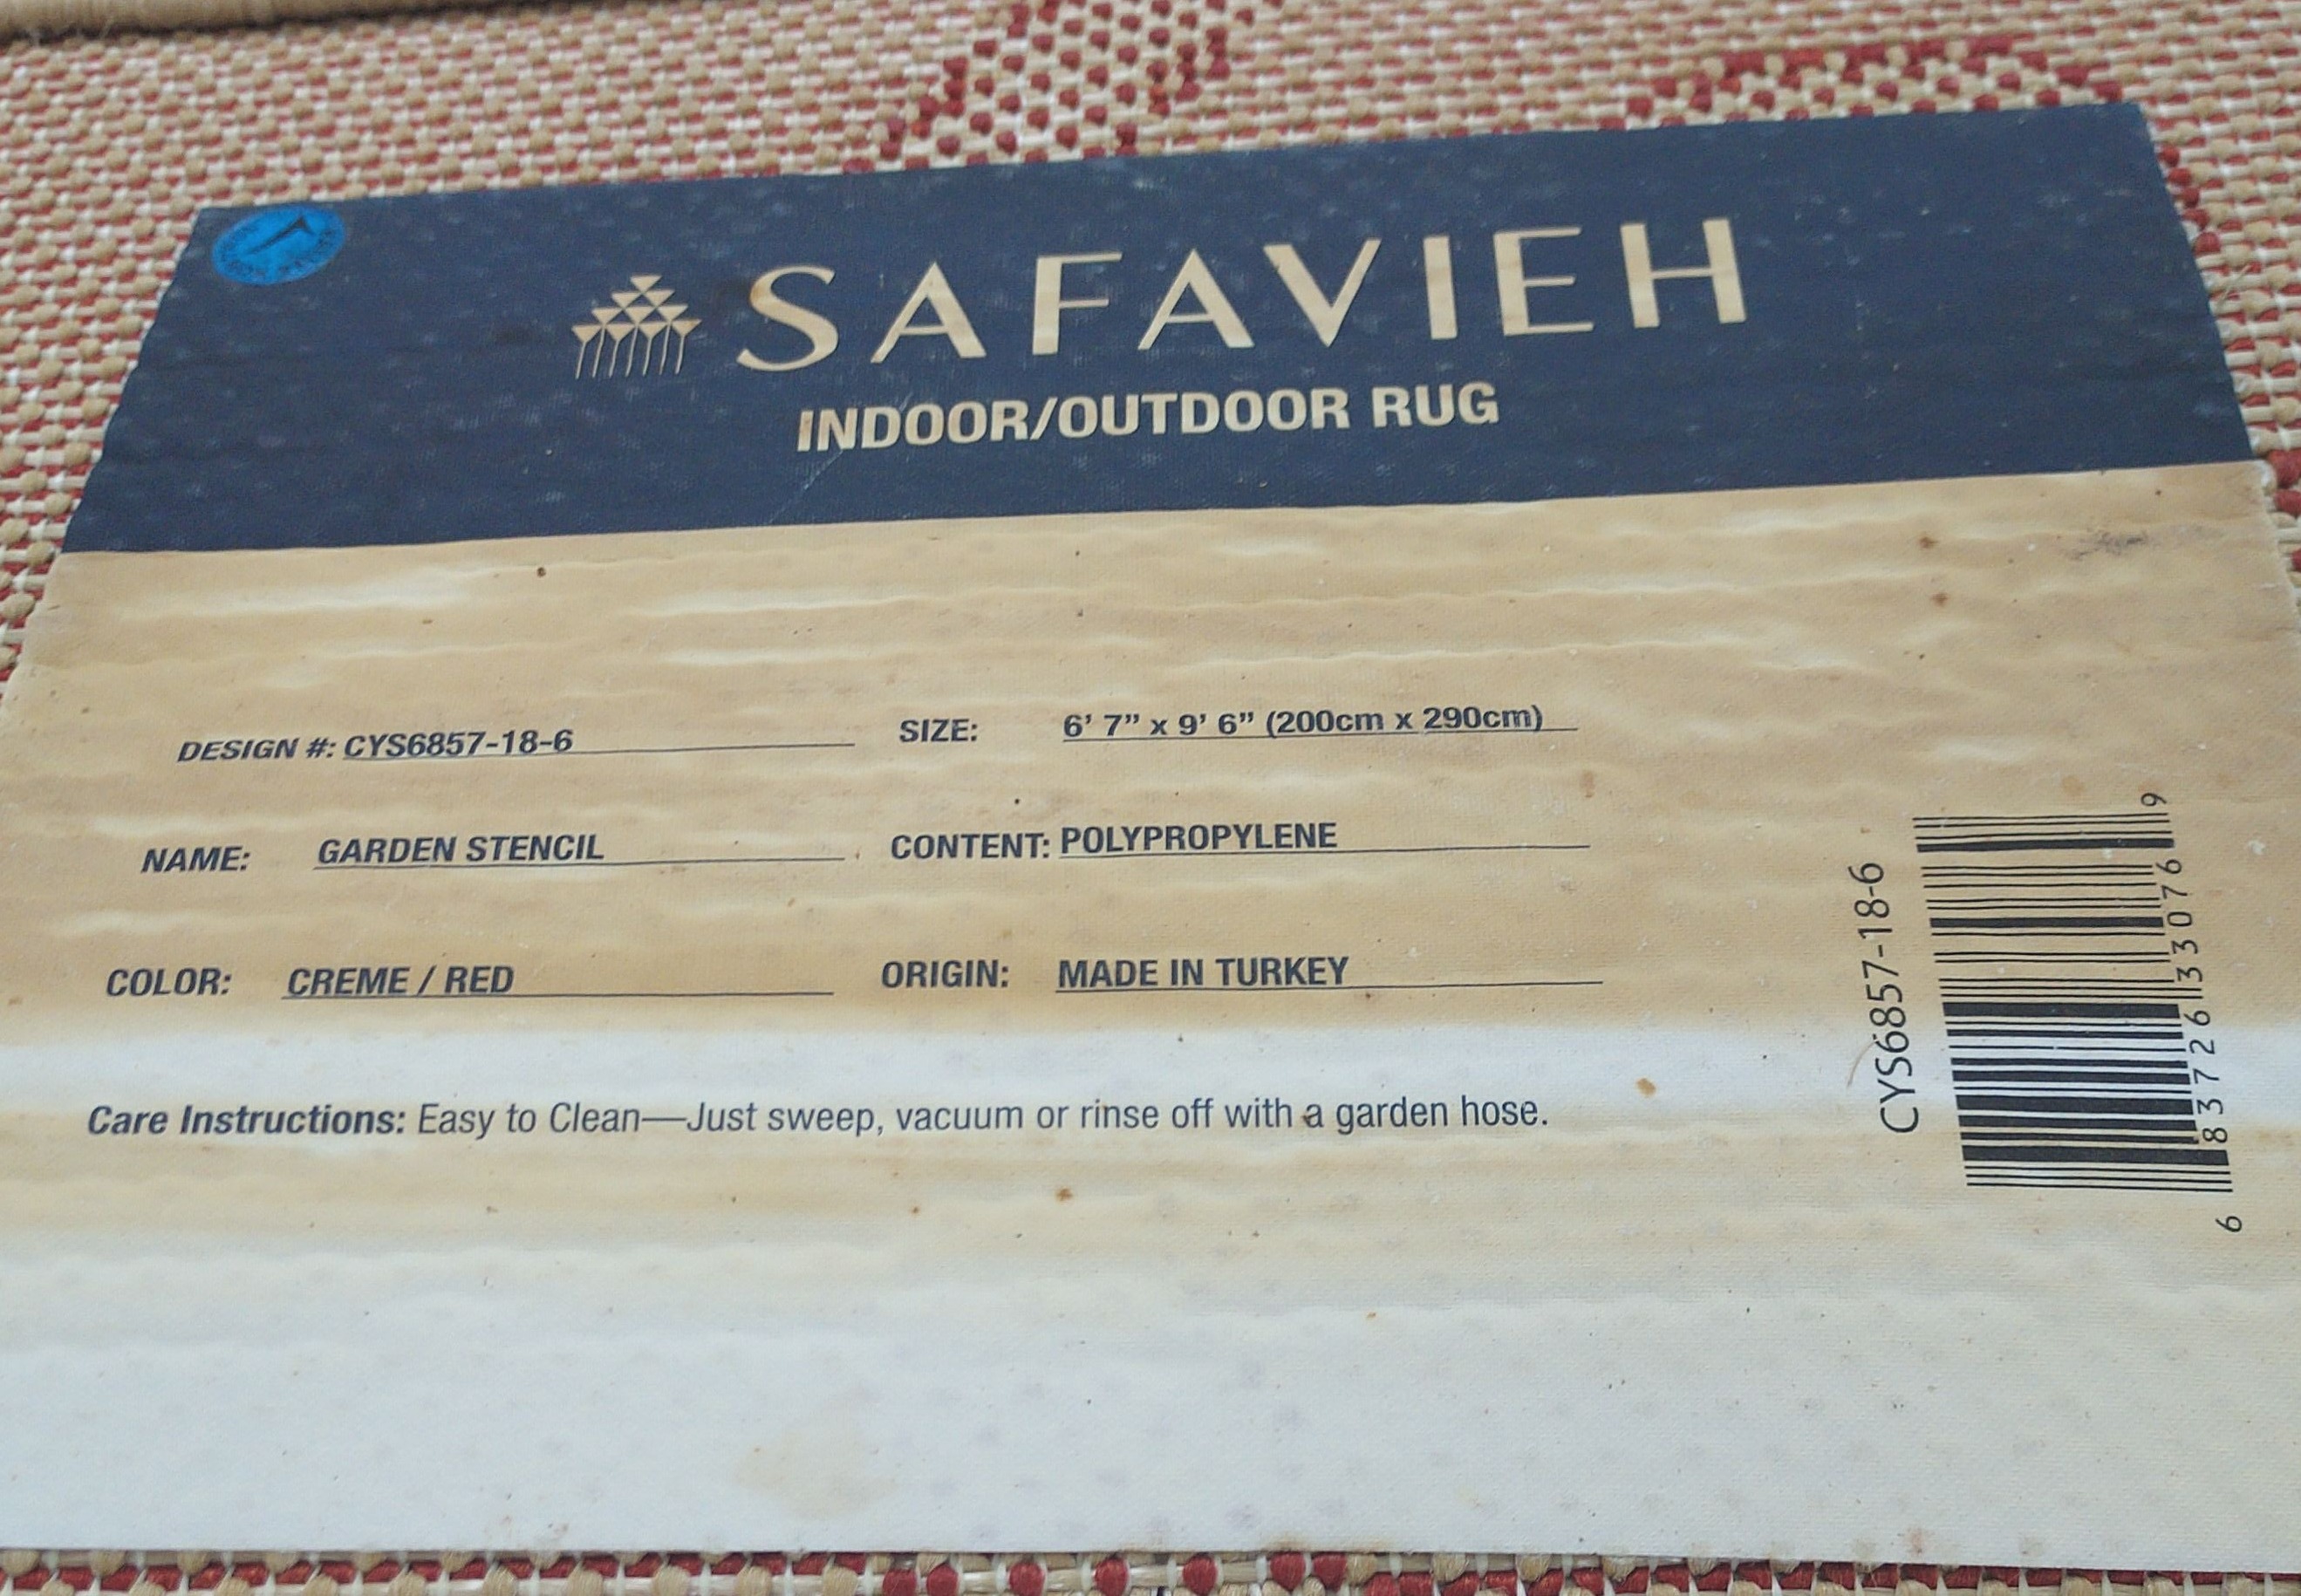 SAFAVIEH
INDOOR/OUTDOOR RUG
DESIGN #: CYS6857-18-6
SIZE: 6' 7” x 9' 6” (200cm x 290cm)
NAME: GARDEN STENCIL
CONTENT: POLYPROPYLENE
COLOR: CREME / RED
ORIGIN: MADE IN TURKEY
Care Instructions: Easy to Clean—Just sweep, vacuum or rinse off with a garden hose.
CYS6857-18-6
6 83726 33076 9